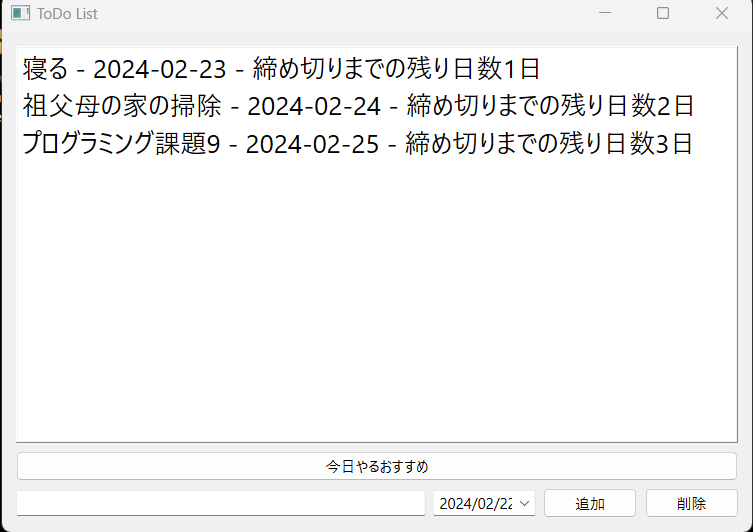 ToDo List
寝る - 2024-02-23 - 締め切りまでの残り日数1日
祖父母の家の掃除 - 2024-02-24 - 締め切りまでの残り日数2日
プログラミング課題9 - 2024-02-25 - 締め切りまでの残り日数3日
今日やるおすすめ
2024/02/22 追加 削除